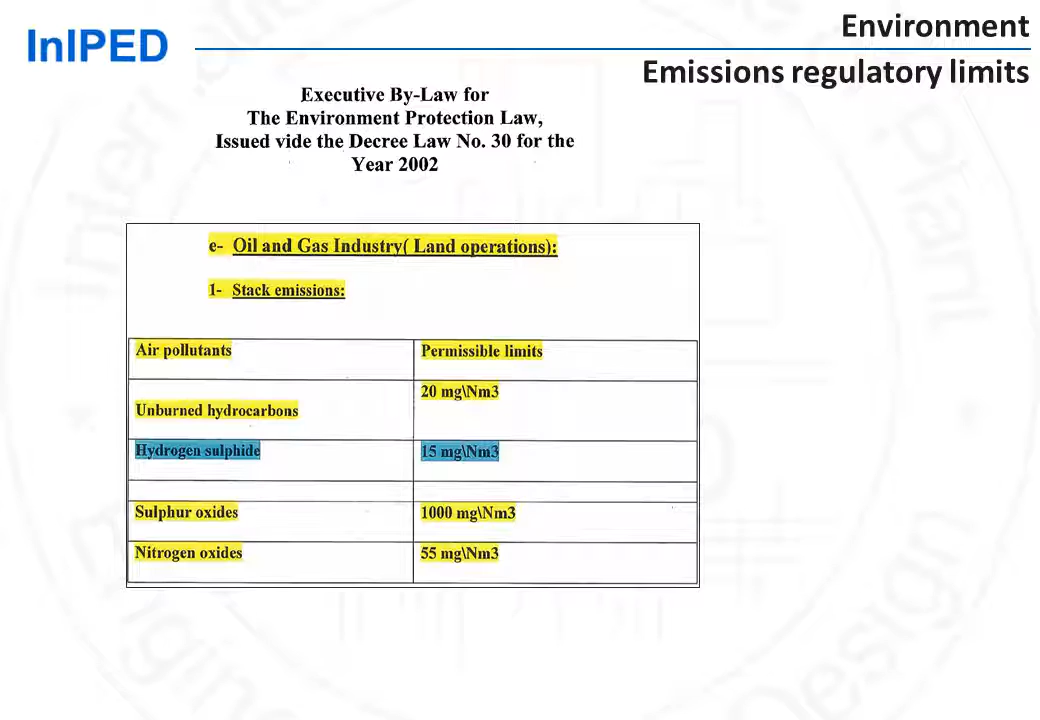 InIPED
Environment
Emissions regulatory limits
Executive By-Law for
The Environment Protection Law,
Issued vide the Decree Law No. 30 for the
Year 2002
e- Oil and Gas Industry( Land operations):
1- Stack emissions:
Air pollutants Permissible limits
Unburned hydrocarbons 20 mg\Nm3
Hydrogen sulphide 15 mg\Nm3
Sulphur oxides 1000 mg\Nm3
Nitrogen oxides 55 mg\Nm3
Design